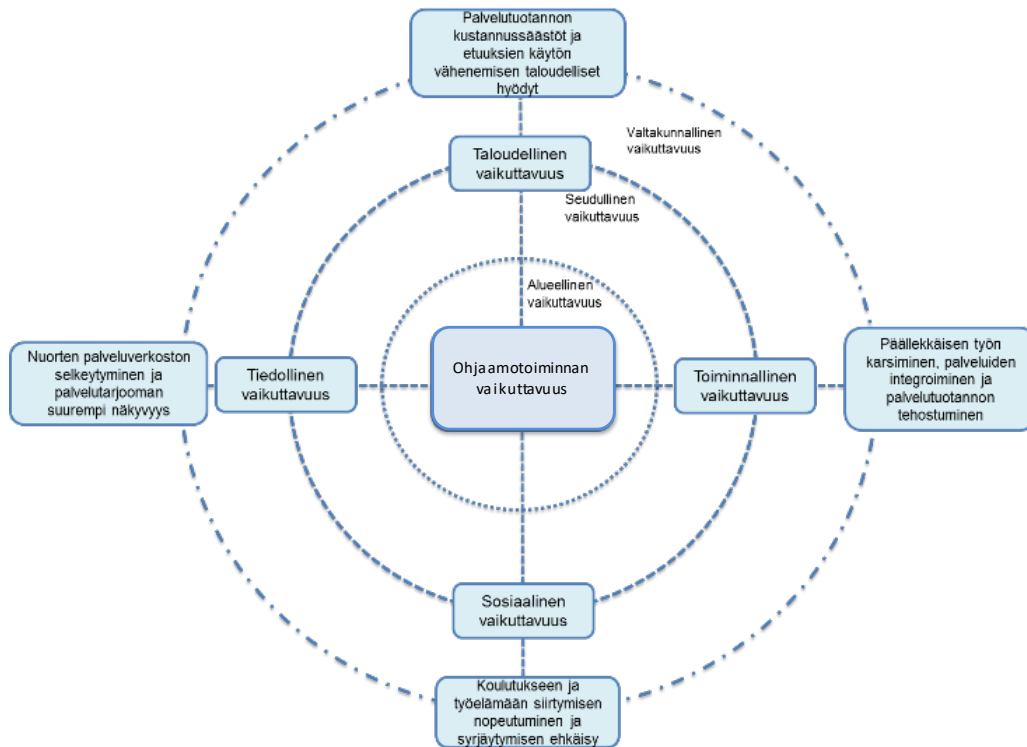 Palvelutuotannon
kustannussäästöt ja
etuuksien käytön
vähenemisen taloudelliset
hyödyt
Valtakunnallinen
vaikuttavuus
Taloudellinen
vaikuttavuus
Seudullinen
vaikuttavuus
Alueellinen
vaikuttavuus
Nuorten palveluverkoston
selkeytyminen ja
palvelutarjooman
suurempi näkyvyys
Tiedollinen
vaikuttavuus
Ohjaamotoiminnan
vaikuttavuus
Toiminnallinen
vaikuttavuus
Päällekkäisen työn
karsiminen, palveluiden
integroiminen ja
palvelutuotannon
tehostuminen
Sosiaalinen
vaikuttavuus
Koulutukseen ja
työelämään siirtymisen
nopeutuminen ja
syrjäytymisen ehkäisy